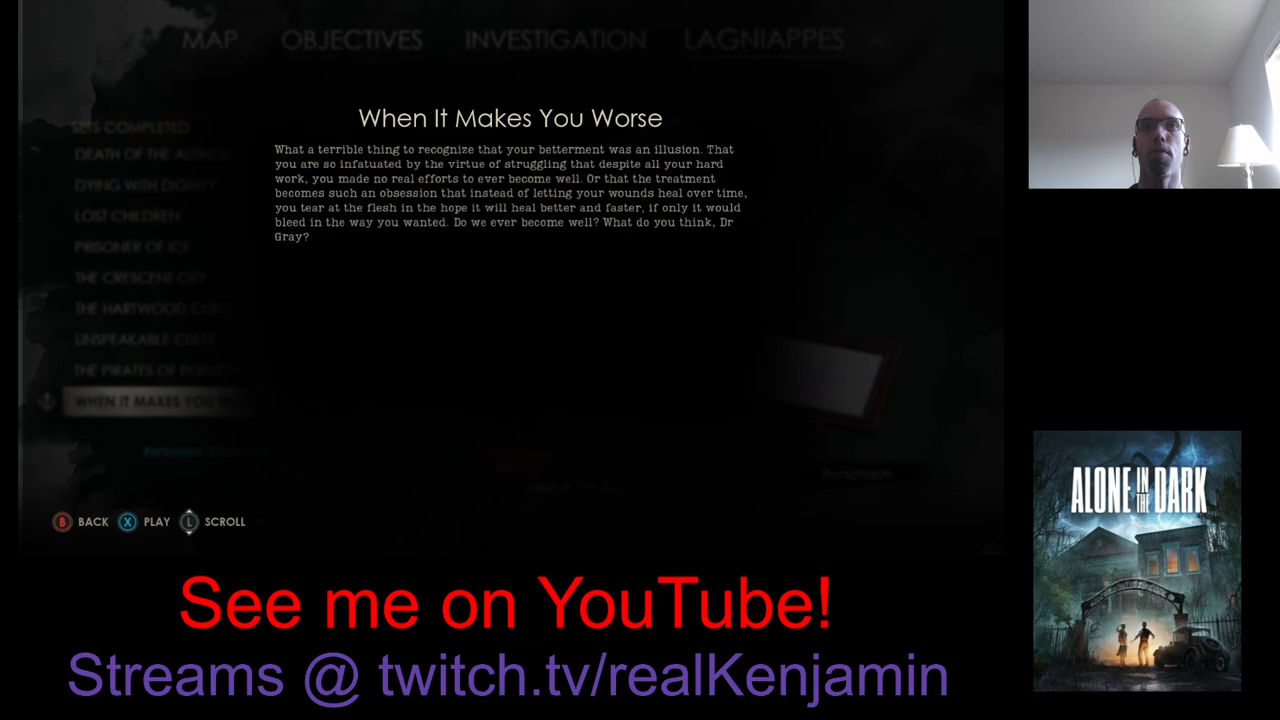 MAP OBJECTIVES INVESTIGATION LAGNIAPPES
When It Makes You Worse
What a terrible thing to recognize that your betterment was an illusion. That
you are so infatuated by the virtue of struggling that despite all your hard
work, you made no real efforts to ever become well. Or that the treatment
becomes such an obsession that instead of letting your wounds heal over time,
you tear at the flesh in the hope it will heal better and faster, if only it would
bleed in the way you wanted. Do we ever become well? What do you think, Dr
Gray?
SETS COMPLETED
DEATH OF THE
DYING WITH DIGNITY
LOST CHILDREN
PRISONER OF ICE
THE CRESCENT CITY
THE HARTWOOD
UNSPEAKABLE
THE PIRATES OF
WHEN IT MAKES YOU
Rorschach
B BACK X PLAY L SCROLL
ALONE IN THE DARK
See me on YouTube!
Streams @ twitch.tv/realKenjamin